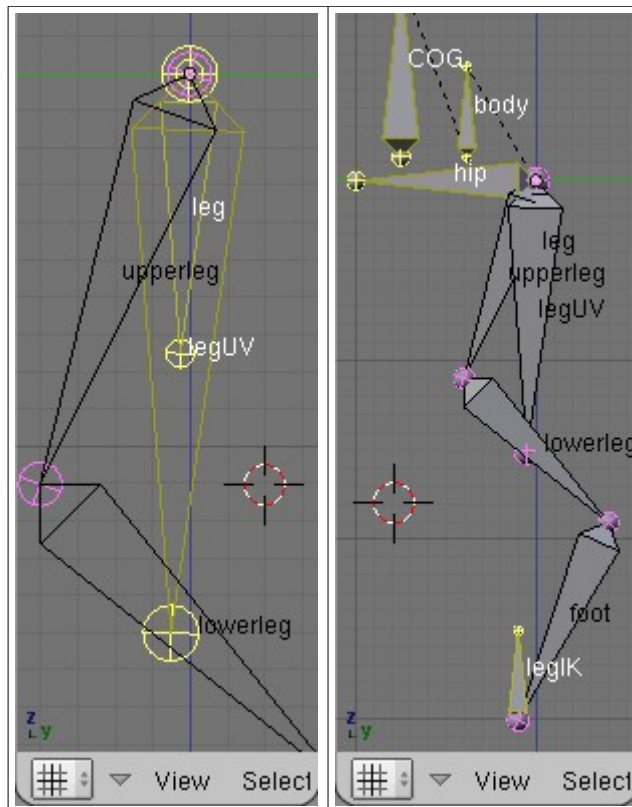 leg
upperleg
legUV
lowerleg
z
y
View Select
COG
body
hip
leg
upperleg
legUV
lowerleg
foot
legIK
z
y
View Select